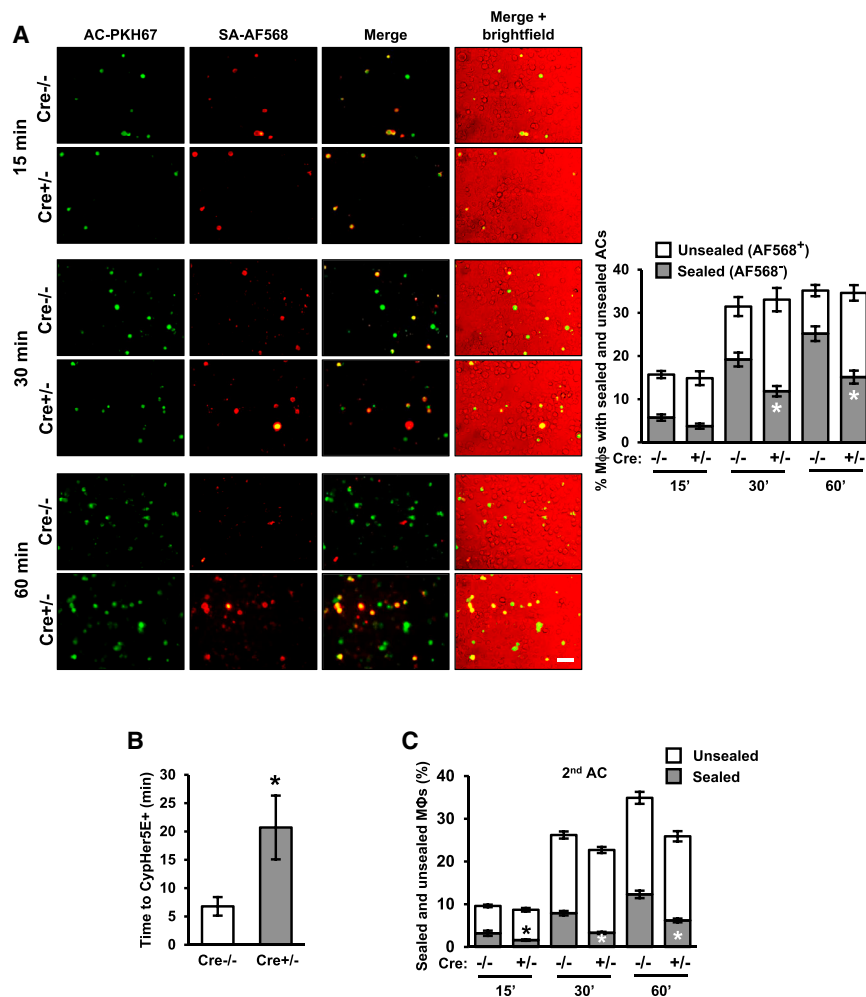 A
AC-PKH67
SA-AF568
Merge
Merge +
brightfield
15 min
Cre-/-
Cre+/-
30 min
Cre-/-
Cre+/-
60 min
Cre-/-
Cre+/-
% MΦs with sealed and unsealed ACs
Unsealed (AF568+)
Sealed (AF568-)
40
30
20
10
0
*
*
Cre: -/- +/- -/- +/- -/- +/-
15' 30' 60'
B
Time to CypHer5E+ (min)
30
25
20
15
10
5
0
*
Cre-/- Cre+/-
C
Sealed and unsealed MΦs (%)
2nd AC
Unsealed
Sealed
40
30
20
10
0
*
*
*
Cre: -/- +/- -/- +/- -/- +/-
15' 30' 60'